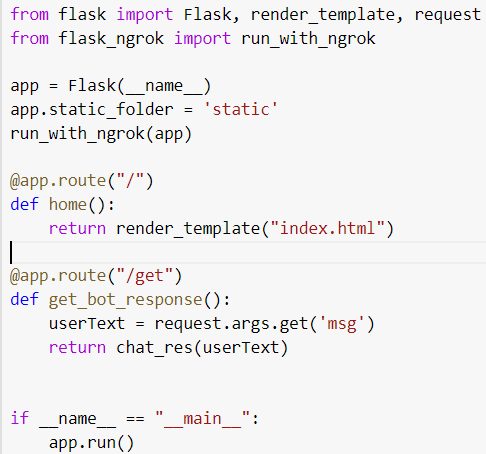 from flask import Flask, render_template, request
from flask_ngrok import run_with_ngrok

app = Flask(__name__)
app.static_folder = 'static'
run_with_ngrok(app)

@app.route("/")
def home():
    return render_template("index.html")

@app.route("/get")
def get_bot_response():
    userText = request.args.get('msg')
    return chat_res(userText)


if __name__ == "__main__":
    app.run()